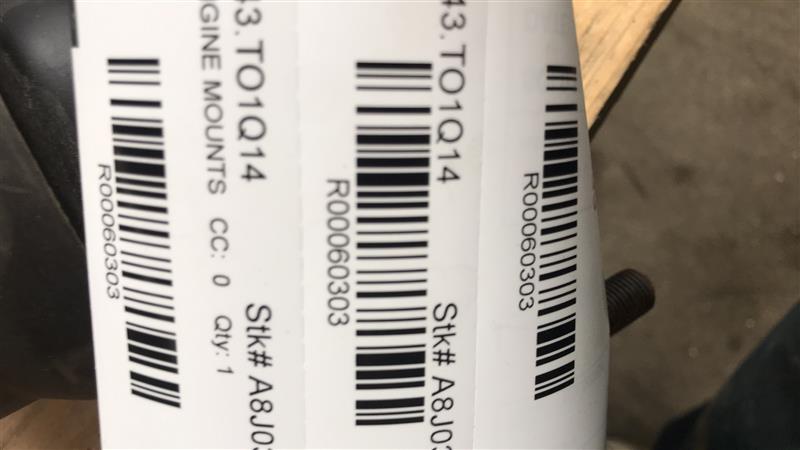 43.TO1Q14
Stk# A8J03
R00060303
43.TO1Q14
Stk# A8J03
GINE MOUNTS CC: 0 Qty: 1
R00060303
R00060303